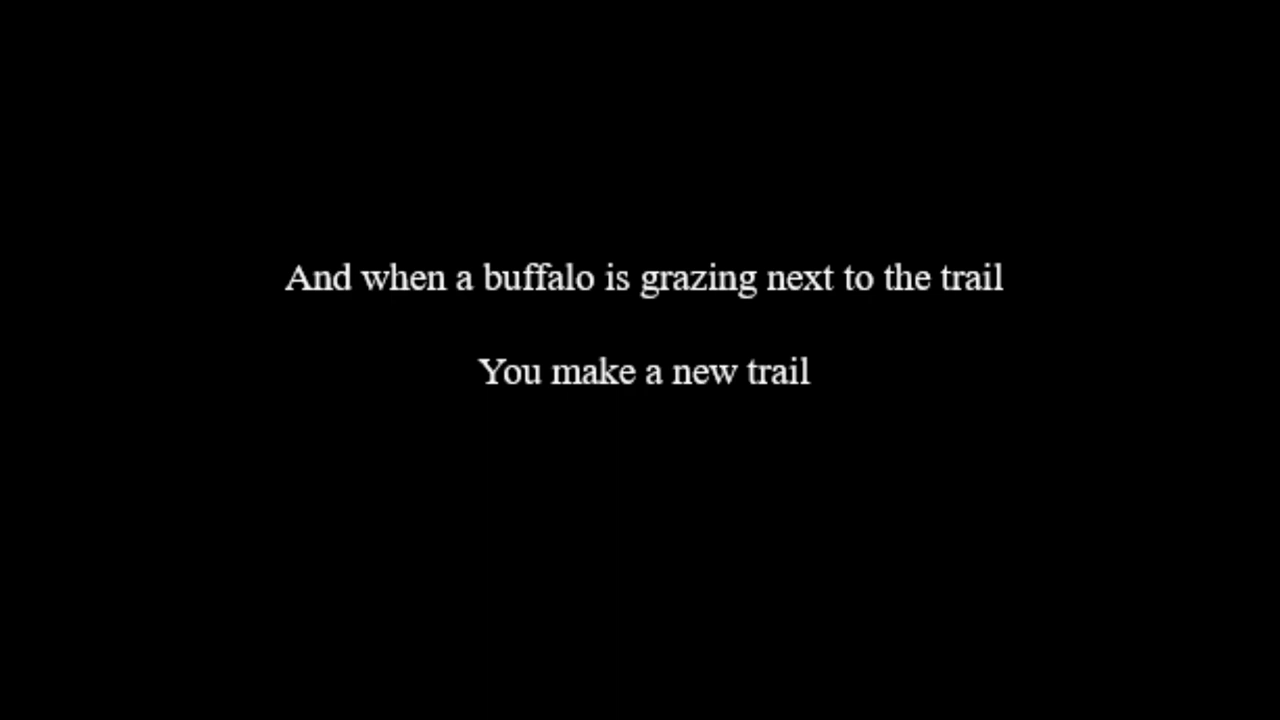 And when a buffalo is grazing next to the trail
You make a new trail